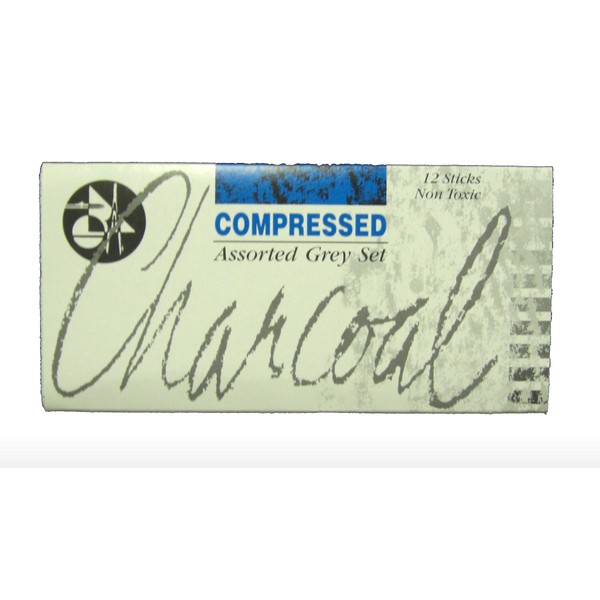 12 Sticks
Non Toxic
COMPRESSED
Assorted Grey Set
Charcoal